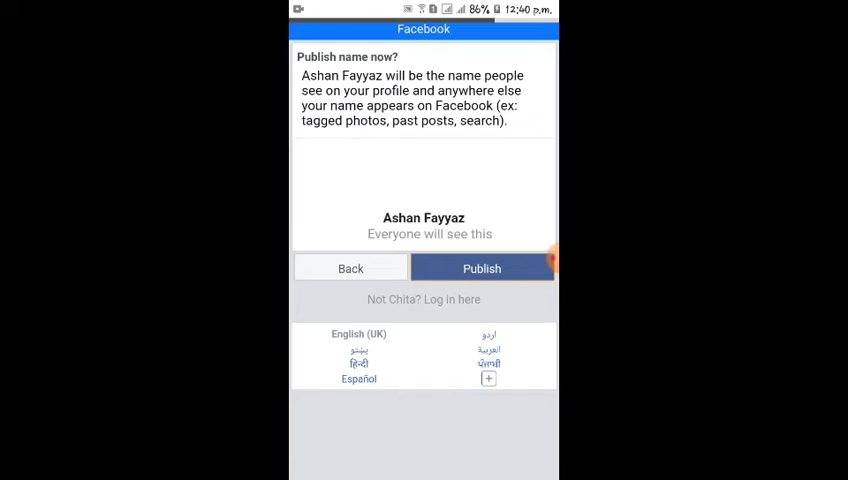 86% 12:40 p.m.
Facebook
Publish name now?
Ashan Fayyaz will be the name people
see on your profile and anywhere else
your name appears on Facebook (ex:
tagged photos, past posts, search).
Ashan Fayyaz
Everyone will see this
Back Publish
Not Chita? Log in here
English (UK) اردو
پښتو العربية
हिन्दी ਪੰਜਾਬੀ
Español +